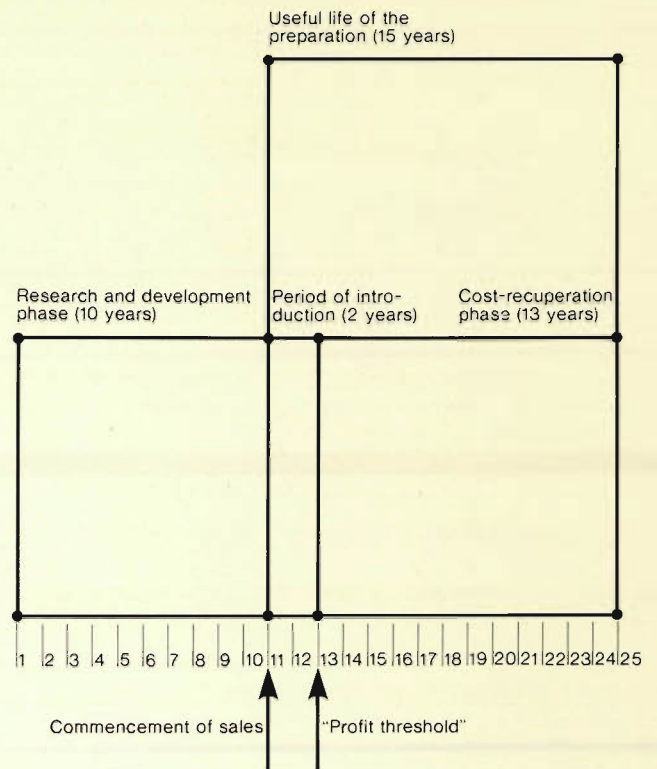 Useful life of the
preparation (15 years)
Research and development
phase (10 years)
Period of intro-
duction (2 years)
Cost-recuperation
phase (13 years)
1 2 3 4 5 6 7 8 9 10 11 12 13 14 15 16 17 18 19 20 21 22 23 24 25
Commencement of sales
"Profit threshold"